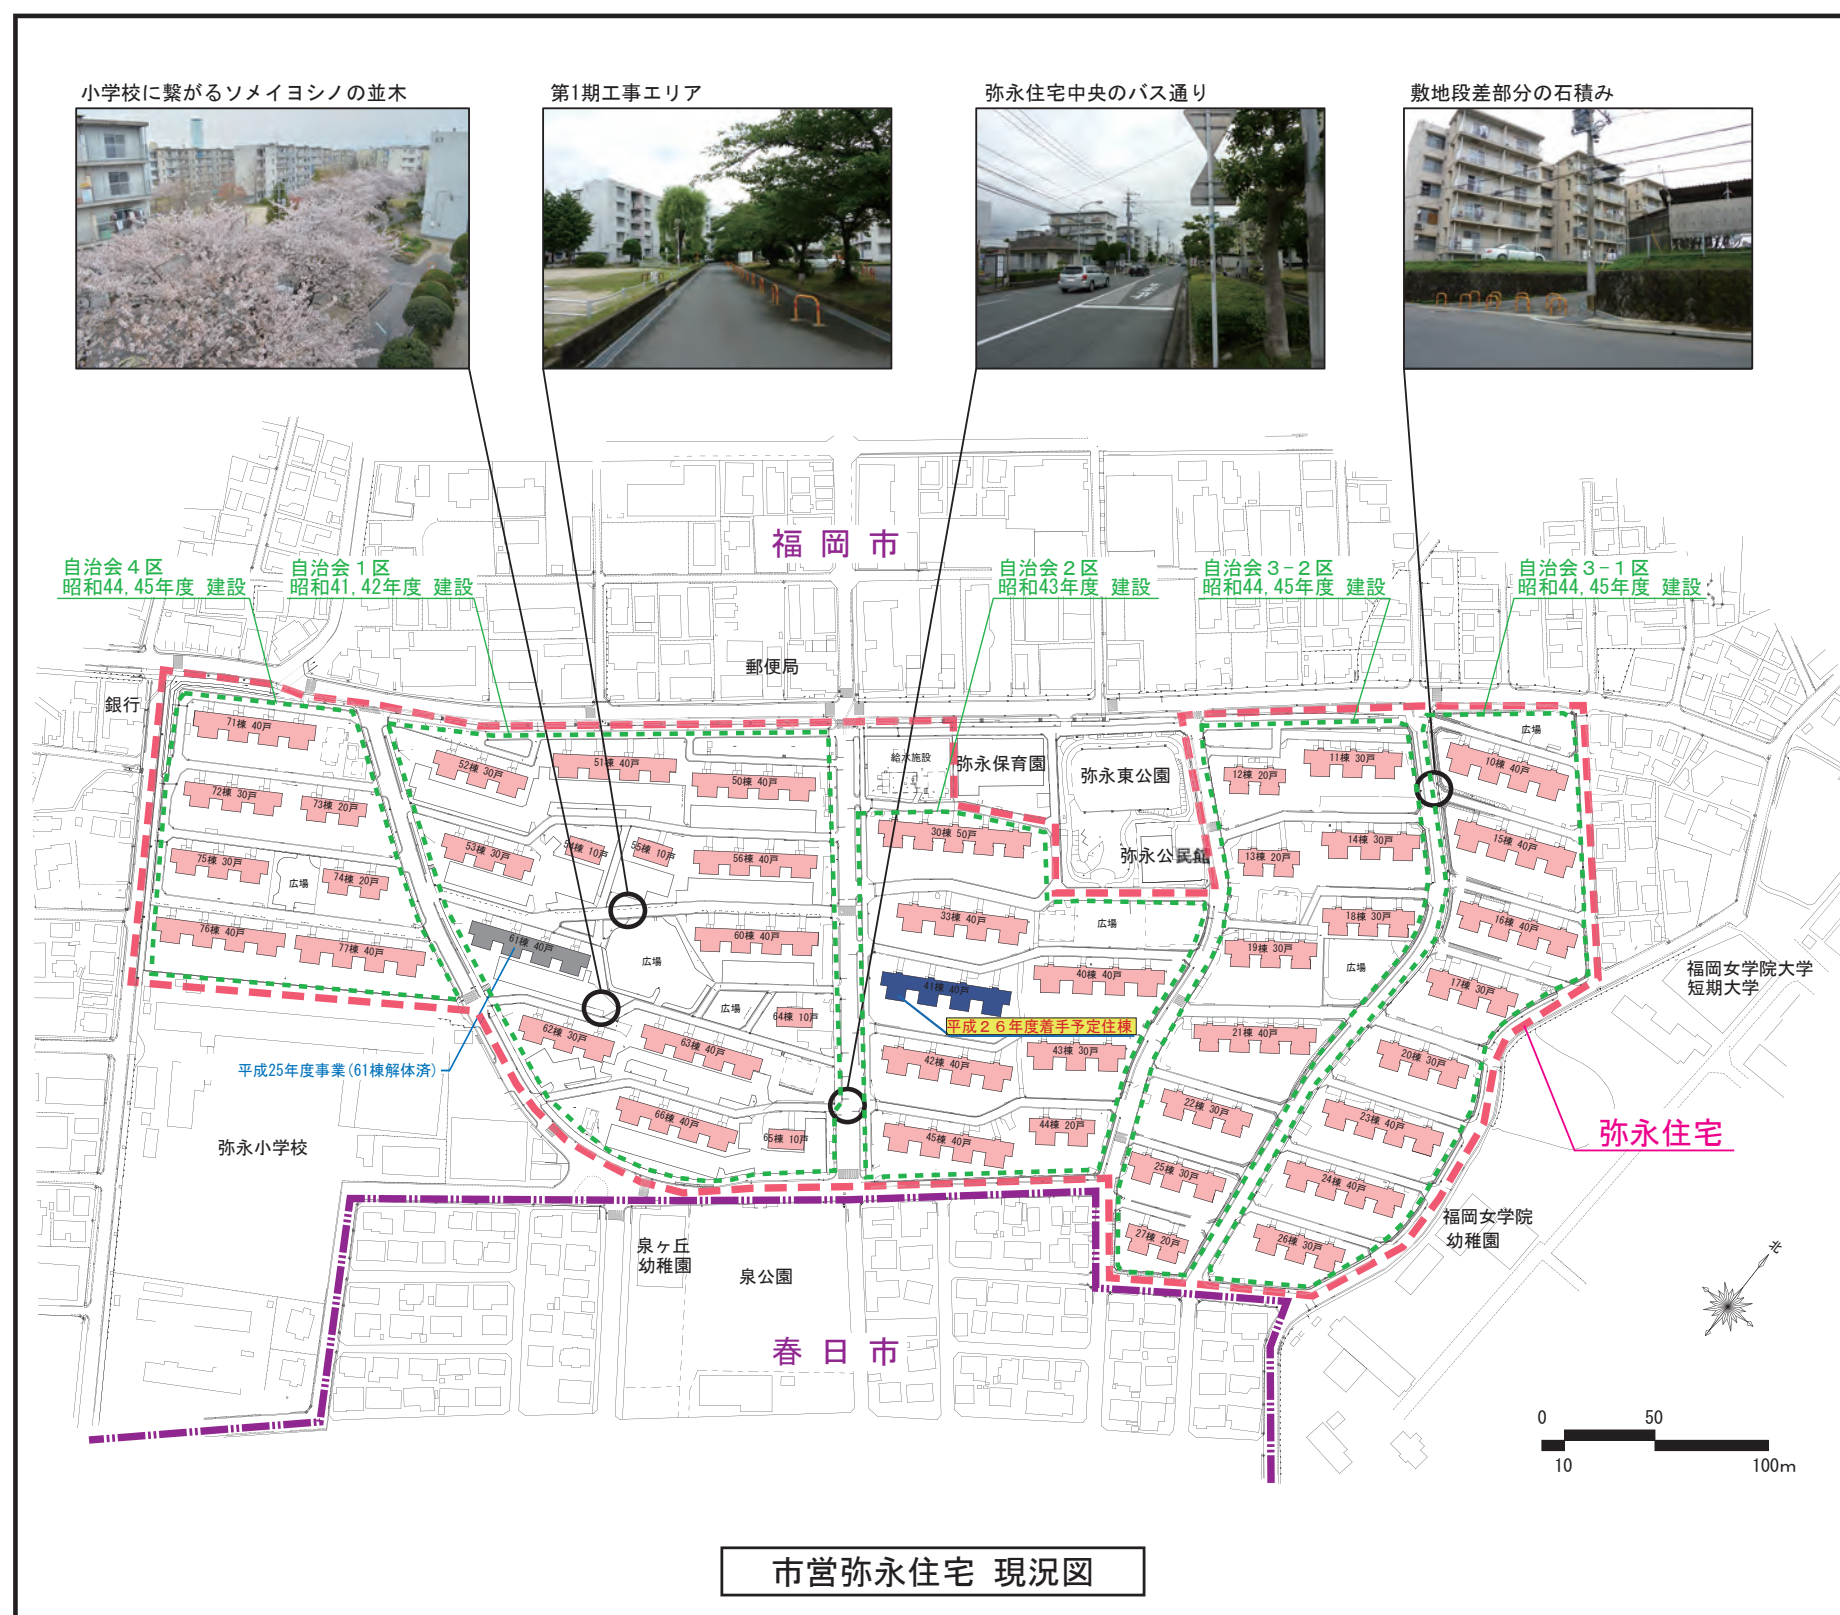 小学校に繋がるソメイヨシノの並木
第1期工事エリア
弥永住宅中央のバス通り
敷地段差部分の石積み
福岡市
自治会4区
昭和44,45年度 建設
自治会1区
昭和41,42年度 建設
自治会2区
昭和43年度 建設
自治会3-2区
昭和44,45年度 建設
自治会3-1区
昭和44,45年度 建設
郵便局
銀行
71棟 40戸
72棟 30戸
73棟 20戸
75棟 30戸
74棟 20戸
広場
76棟 40戸
77棟 40戸
52棟 30戸
51棟 40戸
50棟 40戸
53棟 30戸
54棟 10戸
55棟 10戸
56棟 40戸
61棟 40戸
60棟 40戸
広場
広場
64棟 10戸
62棟 30戸
63棟 40戸
66棟 40戸
65棟 10戸
給水施設
弥永保育園
弥永東公園
弥永公民館
30棟 50戸
33棟 40戸
広場
41棟 40戸
40棟 40戸
平成26年度着手予定住棟
42棟 40戸
43棟 30戸
45棟 40戸
44棟 20戸
12棟 20戸
11棟 30戸
13棟 20戸
14棟 30戸
18棟 30戸
19棟 30戸
広場
21棟 40戸
22棟 30戸
25棟 30戸
27棟 20戸
広場
10棟 40戸
15棟 40戸
16棟 40戸
17棟 30戸
20棟 30戸
23棟 40戸
24棟 40戸
26棟 30戸
福岡女学院大学
短期大学
平成25年度事業(61棟解体済)
弥永小学校
弥永住宅
福岡女学院
幼稚園
泉ヶ丘
幼稚園
泉公園
春日市
北
0 50
10 100m
市営弥永住宅 現況図